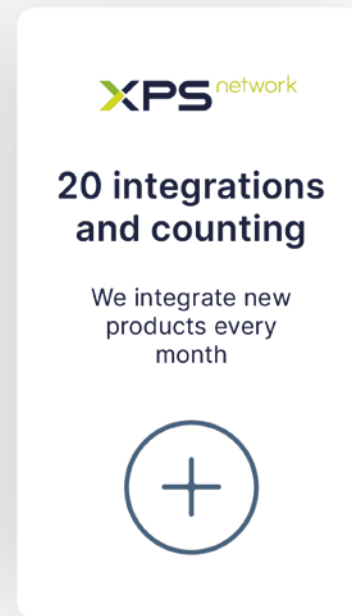 XPS network
20 integrations
and counting
We integrate new
products every
month